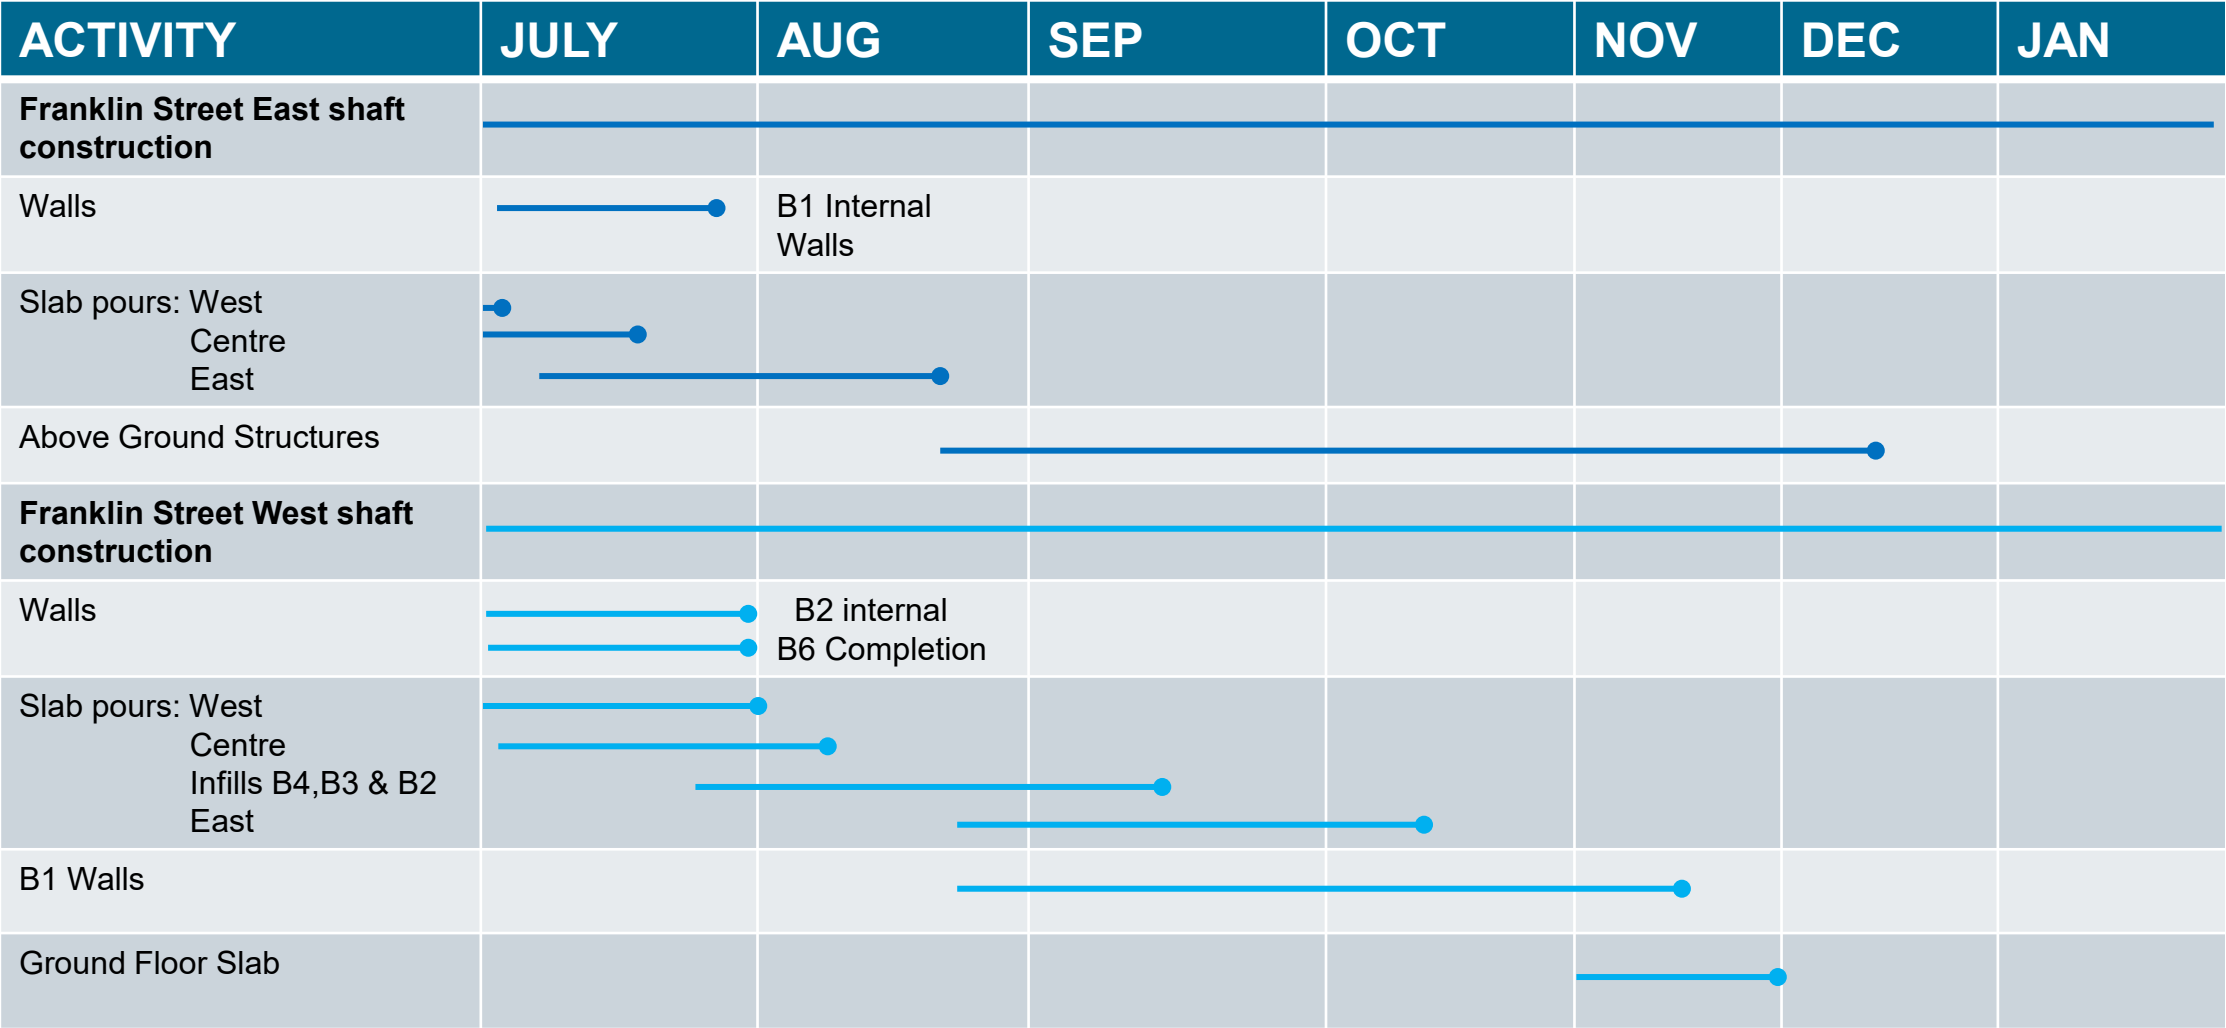 ACTIVITY JULY AUG SEP OCT NOV DEC JAN
Franklin Street East shaft
construction
Walls
B1 Internal
Walls
Slab pours: West
Centre
East
Above Ground Structures
Franklin Street West shaft
construction
Walls
B2 internal
B6 Completion
Slab pours: West
Centre
Infills B4,B3 & B2
East
B1 Walls
Ground Floor Slab